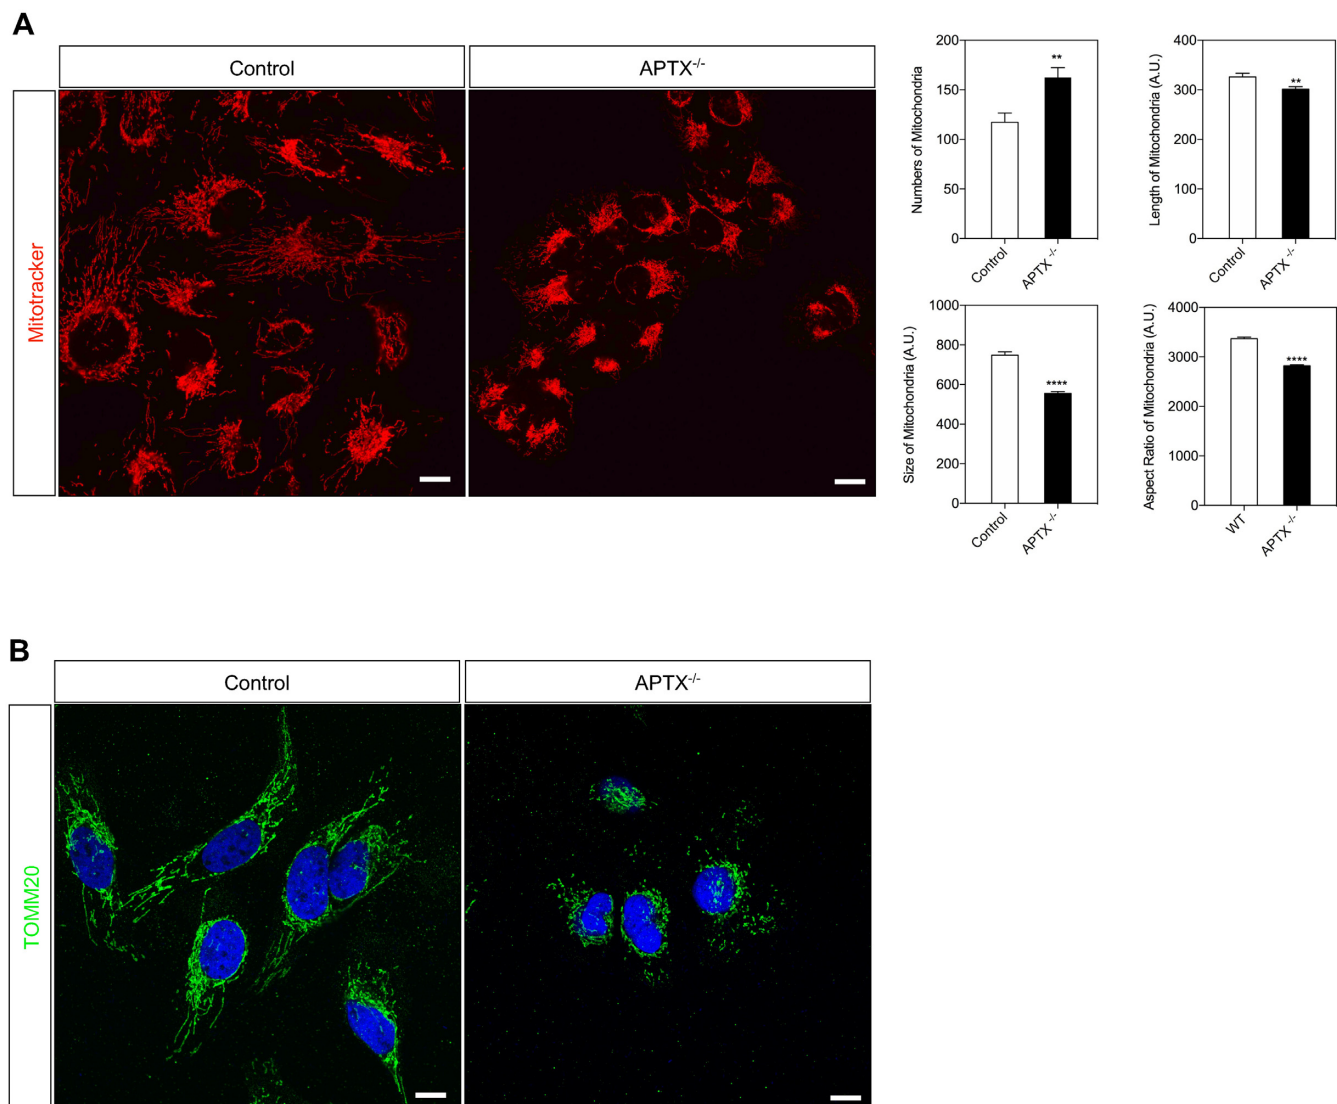 A
Control
APTX-/-
Mitotracker
200
150
100
50
0
Numbers of Mitochondria
**
Control
APTX -/-
400
300
200
100
0
Length of Mitochondria (A.U.)
**
Control
APTX -/-
1000
800
600
400
200
0
Size of Mitochondria (A.U.)
****
Control
APTX -/-
4000
3000
2000
1000
0
Aspect Ratio of Mitochondria (A.U.)
****
WT
APTX -/-
B
Control
APTX-/-
TOMM20